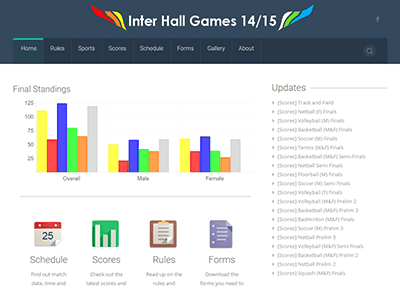 Inter Hall Games 14/15
Home Rules Sports Scores Schedule Forms Gallery About
Final Standings
125
100
75
50
25
Overall Male Female
Updates
[Scores] Track and Field
[Scores] Netball (F) Finals
[Scores] Volleyball (M) Finals
[Scores] Basketball (M&F) Finals
[Scores] Netball Finals
[Scores] Soccer (M) Finals
[Scores] Tennis (M&F) Finals
[Scores] Basketball (M&F) Semi-finals
[Scores] Netball Semi Finals
[Scores] Floorball (M) Finals
[Scores] Soccer (M) Semi Finals
[Scores] Soccer (F) Finals
[Scores] Volleyball (M&F) Prelim 2
[Scores] Basketball (M&F) Prelim 3
[Scores] Badminton (M&F) Finals
[Scores] Soccer (M) Prelim 3
[Scores] Netball Prelim 3
[Scores] Volleyball (M) Semi Finals
[Scores] Basketball (M&F) Prelim 2
[Scores] Netball Prelim 2
[Scores] Squash (M&F) Finals
25
Schedule
Find out match
date, time and
Scores
Check out the
latest scores and
Rules
Read up on the
rules and
Forms
Download the
forms you need to